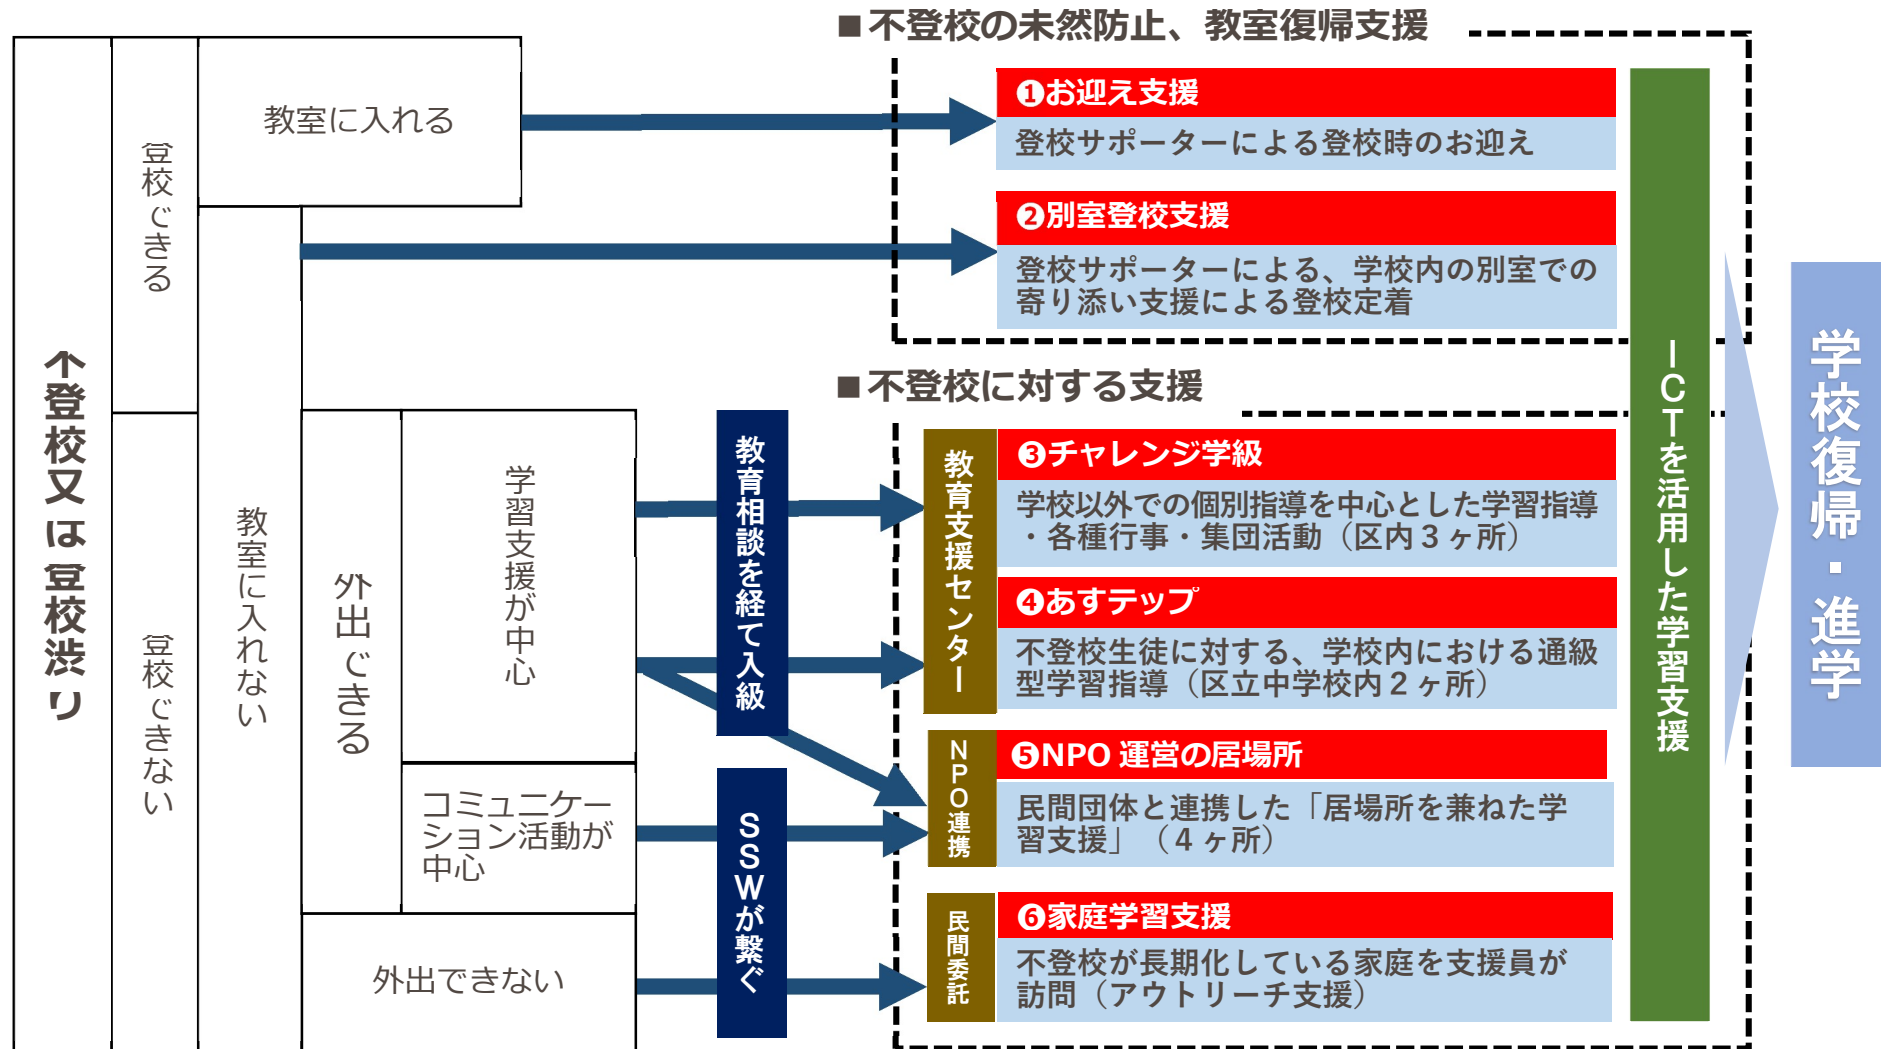 不登校又は登校渋り
登校できる
登校できない
教室に入れる
教室に入れない
外出できる
外出できない
学習支援が中心
コミュニケー
ション活動が
中心
教育相談を経て入級
SSWが繋ぐ
■不登校の未然防止、教室復帰支援
❶お迎え支援
登校サポーターによる登校時のお迎え
❷別室登校支援
登校サポーターによる、学校内の別室での
寄り添い支援による登校定着
■不登校に対する支援
教育支援センター
❸チャレンジ学級
学校以外での個別指導を中心とした学習指導
・各種行事・集団活動（区内３ヶ所）
❹あすテップ
不登校生徒に対する、学校内における通級
型学習指導（区立中学校内２ヶ所）
NPO連携
❺NPO 運営の居場所
民間団体と連携した「居場所を兼ねた学
習支援」（４ヶ所）
民間委託
❻家庭学習支援
不登校が長期化している家庭を支援員が
訪問（アウトリーチ支援）
ICTを活用した学習支援
学校復帰・進学